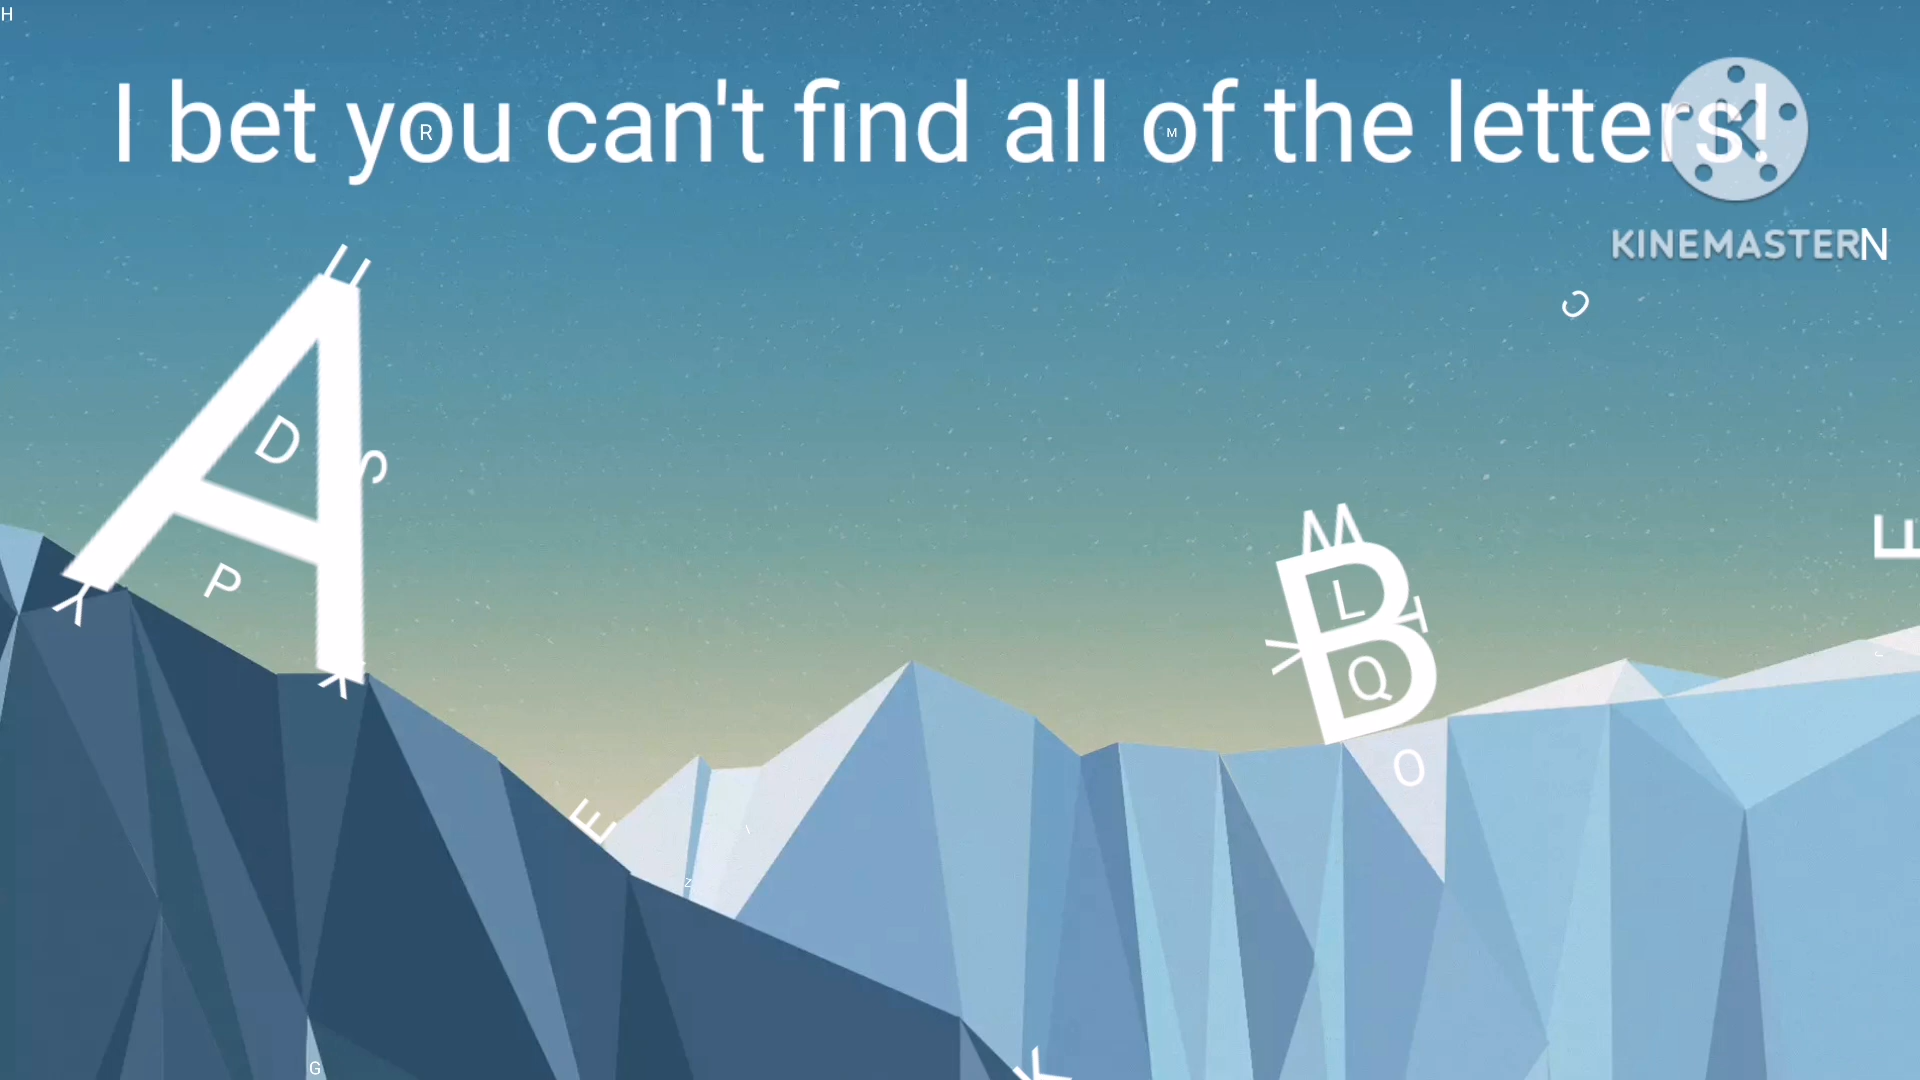 H
I bet you can't find all of the letters!
R
M
K
KINEMASTER
N
C
A
D
S
P
Y
X
E
W
B
L
T
Q
O
F
Z
G
K